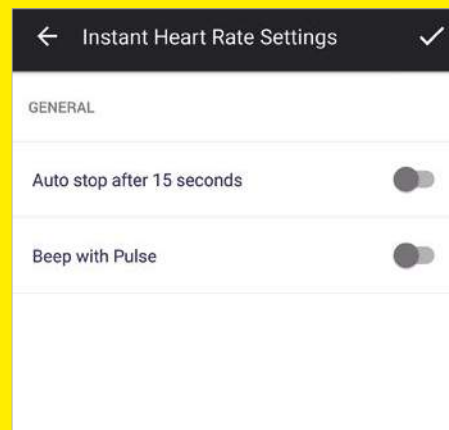 Instant Heart Rate Settings
GENERAL
Auto stop after 15 seconds
Beep with Pulse